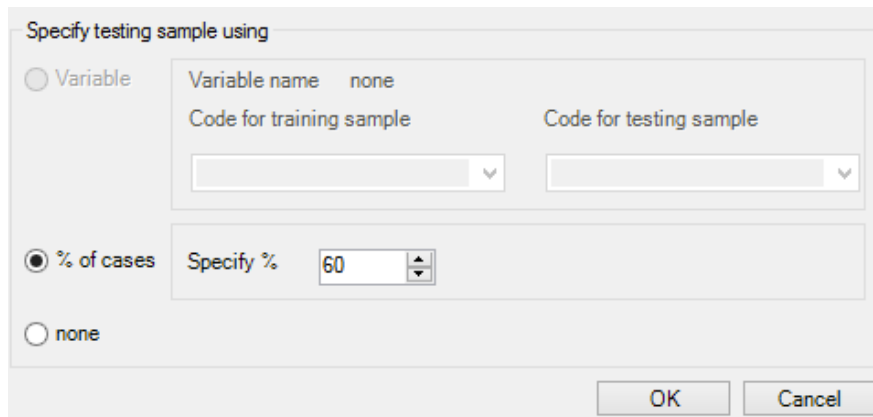 Specify testing sample using
Variable
Variable name none
Code for training sample
Code for testing sample
% of cases
Specify %
60
none
OK
Cancel